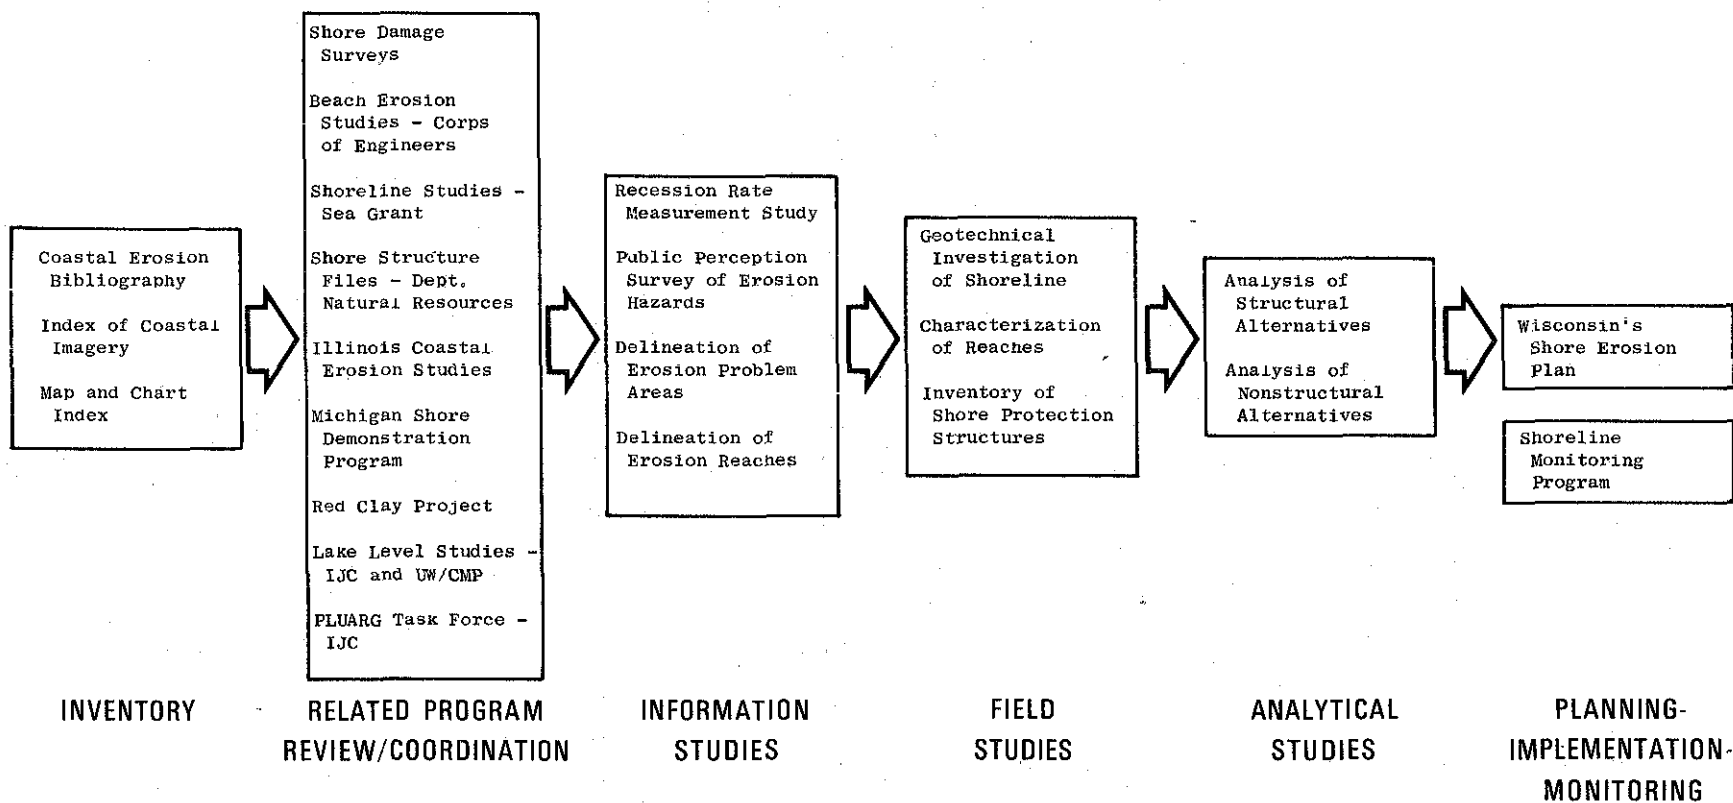 Coastal Erosion
Bibliography
Index of Coastal
Imagery
Map and Chart
Index
INVENTORY
Shore Damage
Surveys
Beach Erosion
Studies - Corps
of Engineers
Shoreline Studies -
Sea Grant
Shore Structure
Files - Dept.
Natural Resources
Illinois Coastal
Erosion Studies
Michigan Shore
Demonstration
Program
Red Clay Project
Lake Level Studies -
IJC and UW/CMP
PLUARG Task Force -
IJC
RELATED PROGRAM
REVIEW/COORDINATION
Recession Rate
Measurement Study
Public Perception
Survey of Erosion
Hazards
Delineation of
Erosion Problem
Areas
Delineation of
Erosion Reaches
INFORMATION
STUDIES
Geotechnical
Investigation
of Shoreline
Characterization
of Reaches
Inventory of
Shore Protection
Structures
FIELD
STUDIES
Analysis of
Structural
Alternatives
Analysis of
Nonstructural
Alternatives
ANALYTICAL
STUDIES
Wisconsin's
Shore Erosion
Plan
Shoreline
Monitoring
Program
PLANNING-
IMPLEMENTATION-
MONITORING